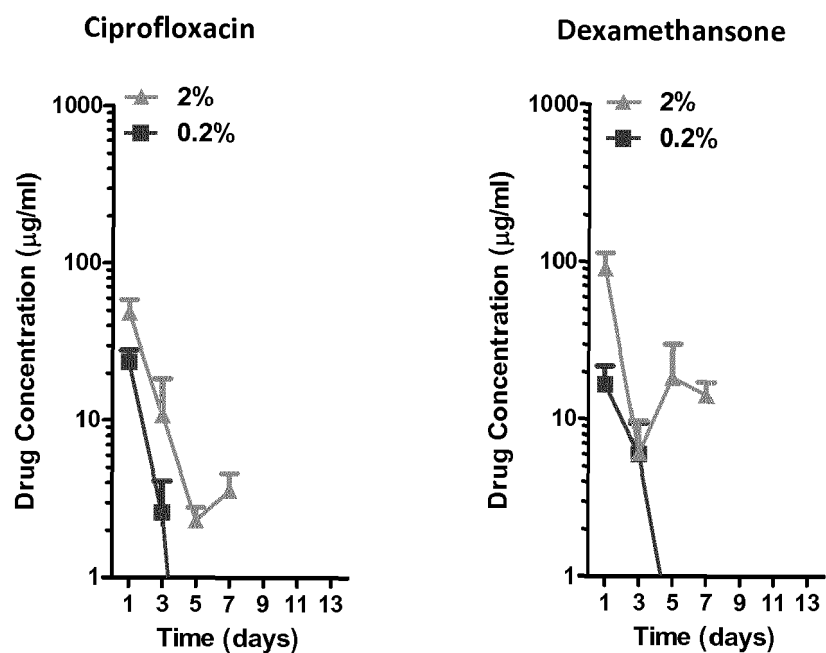 Ciprofloxacin
2%
0.2%
1000
100
10
1
Drug Concentration (µg/ml)
1 3 5 7 9 11 13
Time (days)
Dexamethansone
2%
0.2%
1000
100
10
1
Drug Concentration (µg/ml)
1 3 5 7 9 11 13
Time (days)